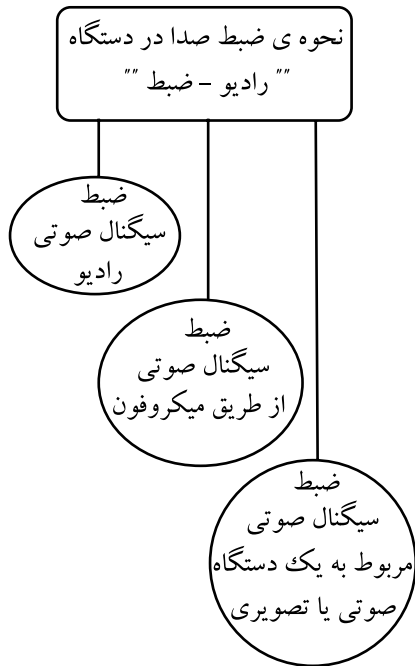 نحوه ی ضبط صدا در دستگاه
"" رادیو – ضبط ""
ضبط
سیگنال صوتی
رادیو
ضبط
سیگنال صوتی
از طریق میکروفون
ضبط
سیگنال صوتی
مربوط به یک دستگاه
صوتی یا تصویری